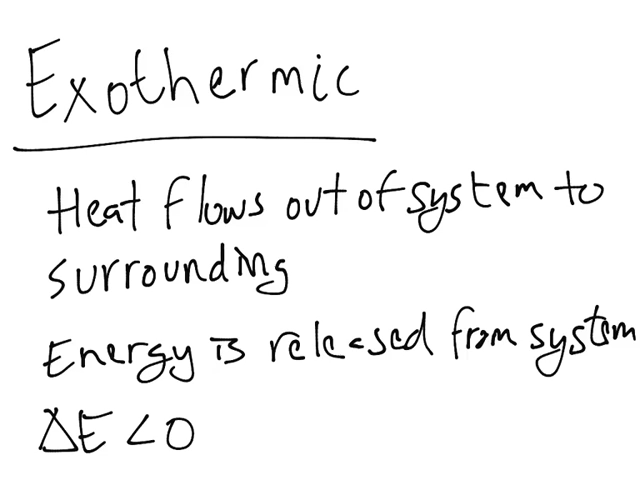 Exothermic
Heat flows out of system to
surrounding
Energy is released from system
ΔE < 0